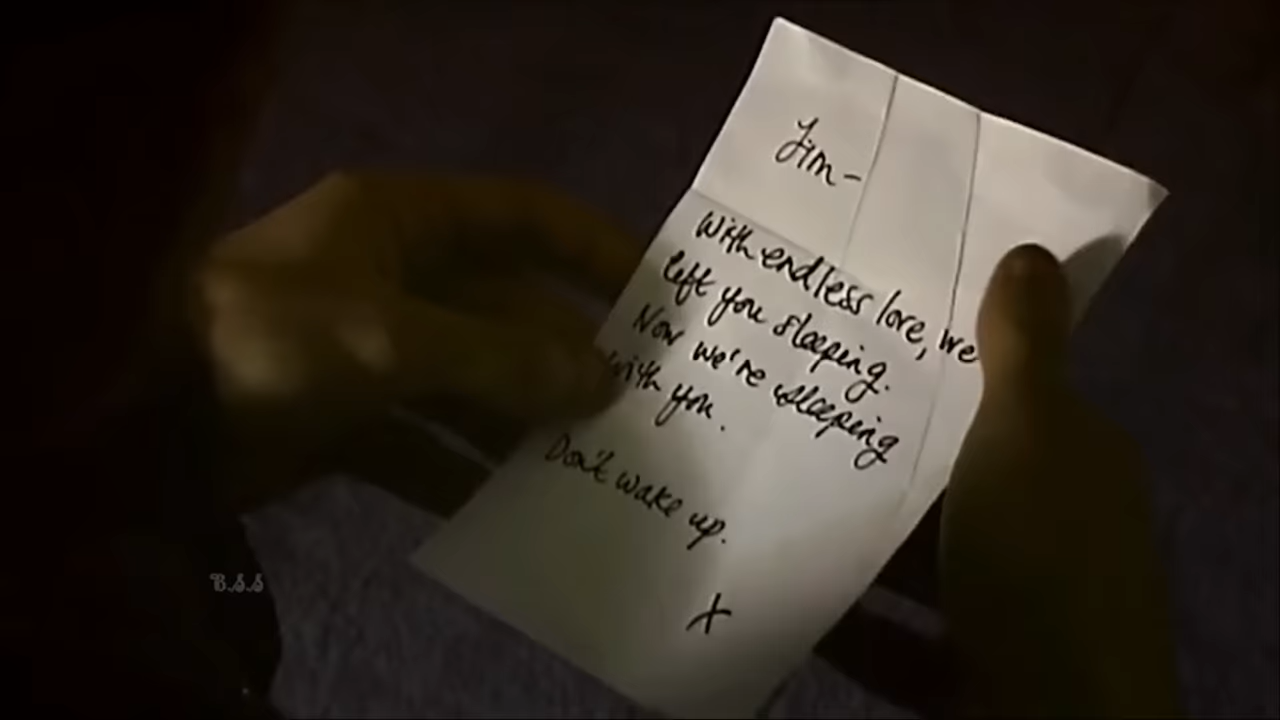 Jim-
With endless love, we
left you sleeping.
Now we're sleeping
with you.
Don't wake up.
X
B.S.S